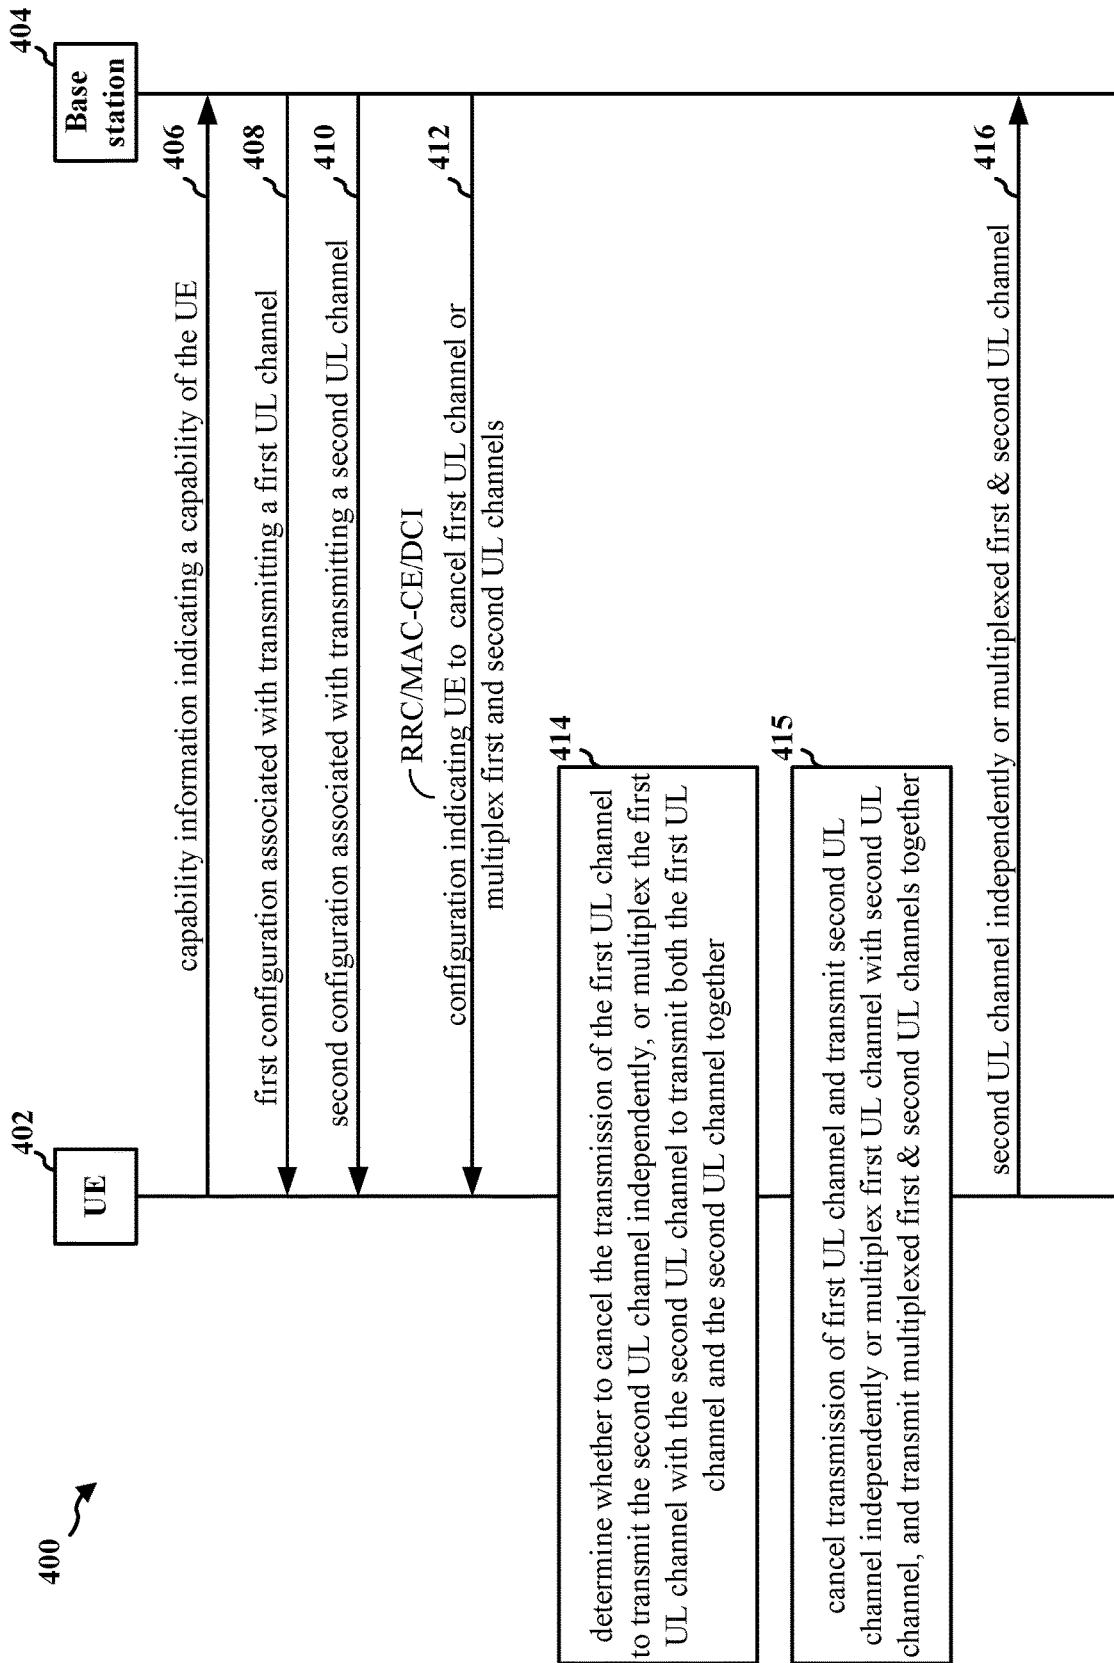 400
402
UE
404
Base
station
capability information indicating a capability of the UE
406
first configuration associated with transmitting a first UL channel
408
second configuration associated with transmitting a second UL channel
410
RRC/MAC-CE/DCI
configuration indicating UE to cancel first UL channel or
multiplex first and second UL channels
412
414
determine whether to cancel the transmission of the first UL channel
to transmit the second UL channel independently, or multiplex the first
UL channel with the second UL channel to transmit both the first UL
channel and the second UL channel together
415
cancel transmission of first UL channel and transmit second UL
channel independently or multiplex first UL channel with second UL
channel, and transmit multiplexed first & second UL channels together
second UL channel independently or multiplexed first & second UL channel
416